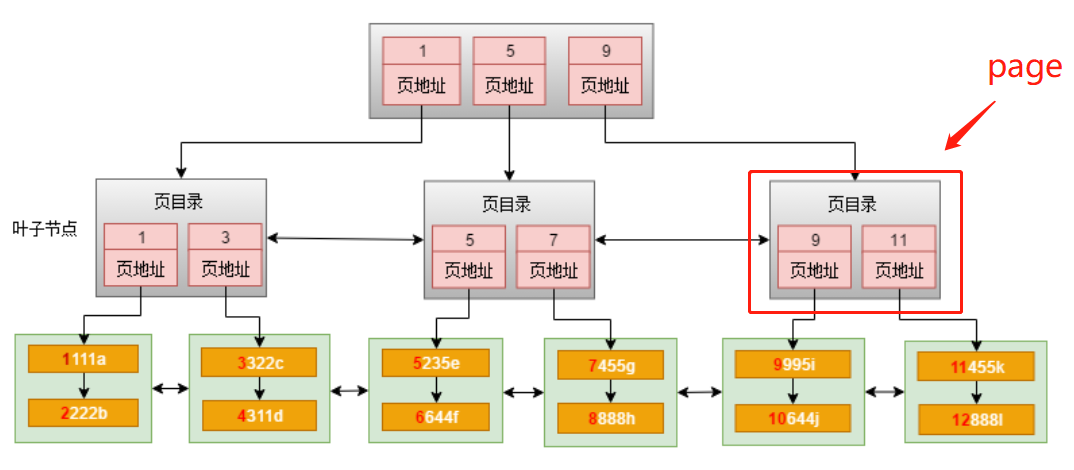 1 5 9
页地址 页地址 页地址
page
页目录 页目录 页目录
叶子节点
1 3 5 7 9 11
页地址 页地址 页地址 页地址 页地址 页地址
1111a 3322c 5235e 7455g 9995i 11455k
2222b 4311d 6644f 8888h 10644j 12888l